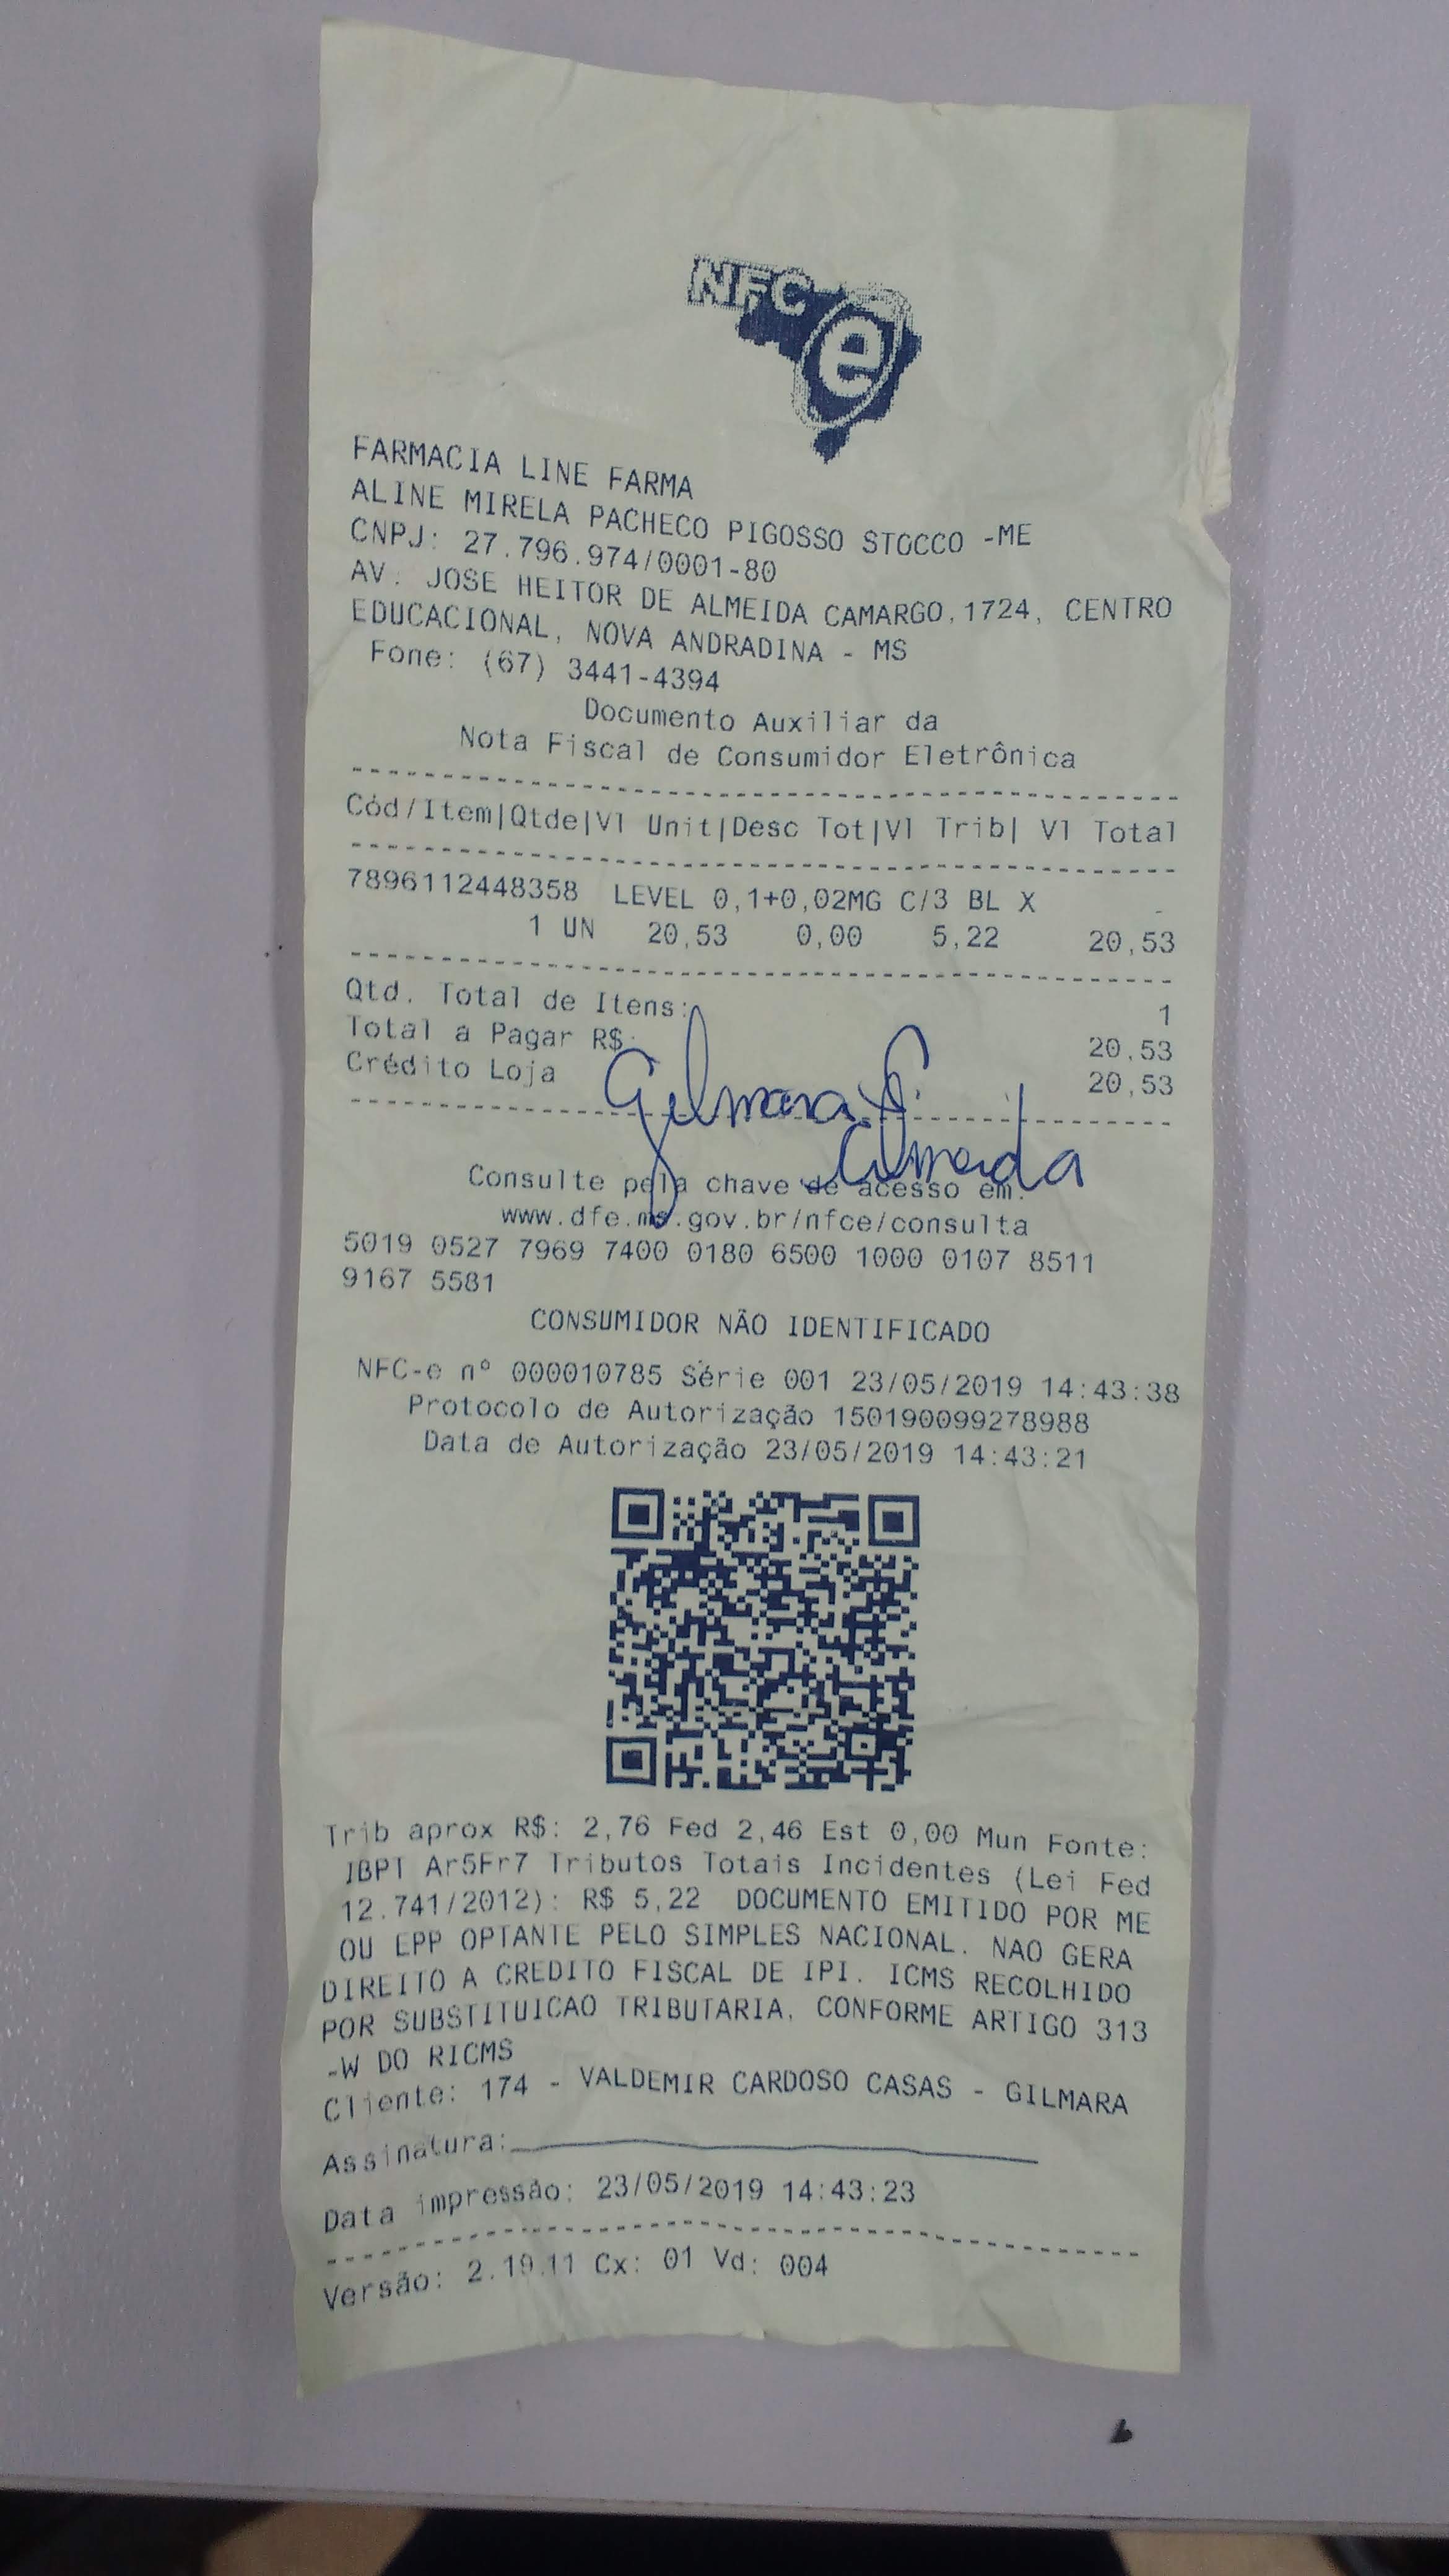 NFC e
FARMACIA LINE FARMA
ALINE MIRELA PACHECO PIGOSSO STOCCO -ME
CNPJ: 27.796.974/0001-80
AV. JOSE HEITOR DE ALMEIDA CAMARGO,1724, CENTRO
EDUCACIONAL, NOVA ANDRADINA - MS
Fone: (67) 3441-4394
Documento Auxiliar da
Nota Fiscal de Consumidor Eletrônica
Cód/Item|Qtde|Vl Unit|Desc Tot|Vl Trib| Vl Total
7896112448358 LEVEL 0,1+0,02MG C/3 BL X
1 UN 20,53 0,00 5,22 20,53
Qtd. Total de Itens: 1
Total a Pagar R$: 20,53
Crédito Loja 20,53
Gilmara S.
Almeida
Consulte pela chave de acesso em:
www.dfe.ms.gov.br/nfce/consulta
5019 0527 7969 7400 0180 6500 1000 0107 8511
9167 5581
CONSUMIDOR NÃO IDENTIFICADO
NFC-e nº 000010785 Série 001 23/05/2019 14:43:38
Protocolo de Autorização 150190099278988
Data de Autorização 23/05/2019 14:43:21
Trib aprox R$: 2,76 Fed 2,46 Est 0,00 Mun Fonte:
IBPT Ar5Fr7 Tributos Totais Incidentes (Lei Fed
12.741/2012): R$ 5,22 DOCUMENTO EMITIDO POR ME
OU EPP OPTANTE PELO SIMPLES NACIONAL. NAO GERA
DIREITO A CREDITO FISCAL DE IPI. ICMS RECOLHIDO
POR SUBSTITUICAO TRIBUTARIA, CONFORME ARTIGO 313
-W DO RICMS
Cliente: 174 - VALDEMIR CARDOSO CASAS - GILMARA
Assinatura:
Data impressão: 23/05/2019 14:43:23
Versão: 2.19.11 Cx: 01 Vd: 004